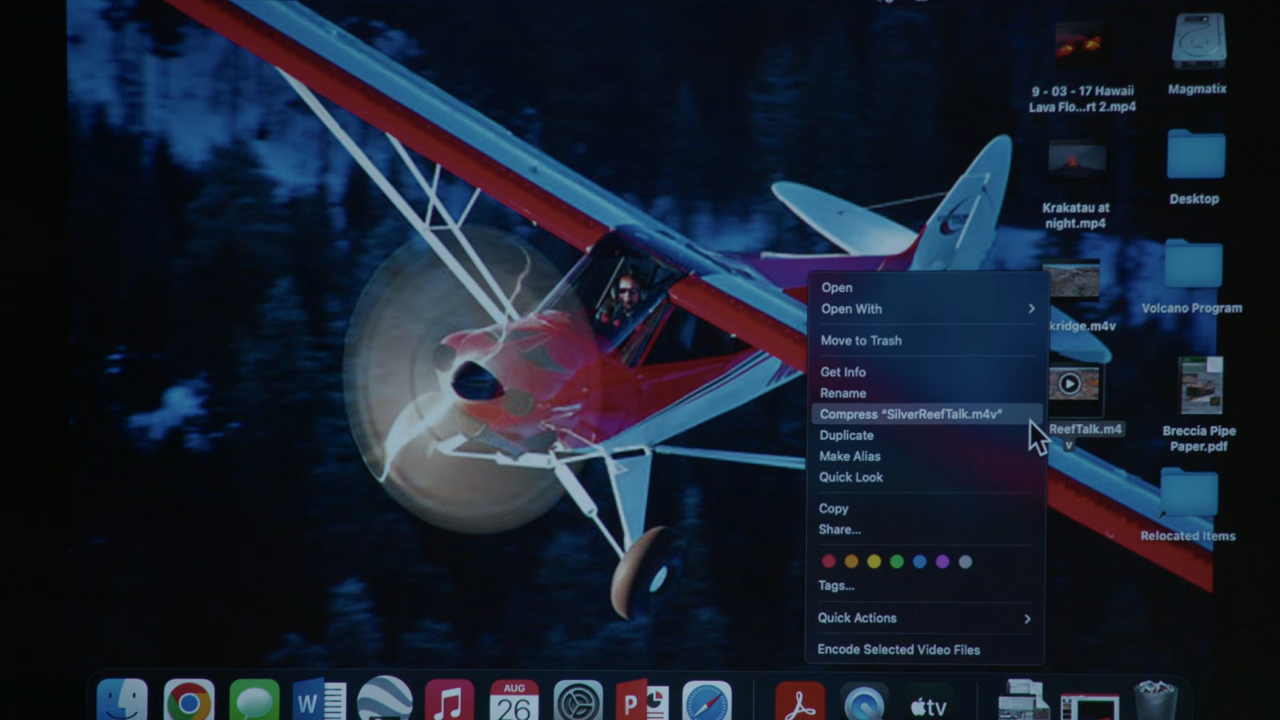 9 - 03 - 17 Hawaii
Lava Flo...rt 2.mp4
Magmatix
Krakatau at
night.mp4
Desktop
kridge.m4v
Volcano Program
ReefTalk.m4
v
Breccia Pipe
Paper.pdf
Relocated Items
Open
Open With
Move to Trash
Get Info
Rename
Compress "SilverReefTalk.m4v"
Duplicate
Make Alias
Quick Look
Copy
Share...
Tags...
Quick Actions
Encode Selected Video Files
W
AUG
26
P
tv